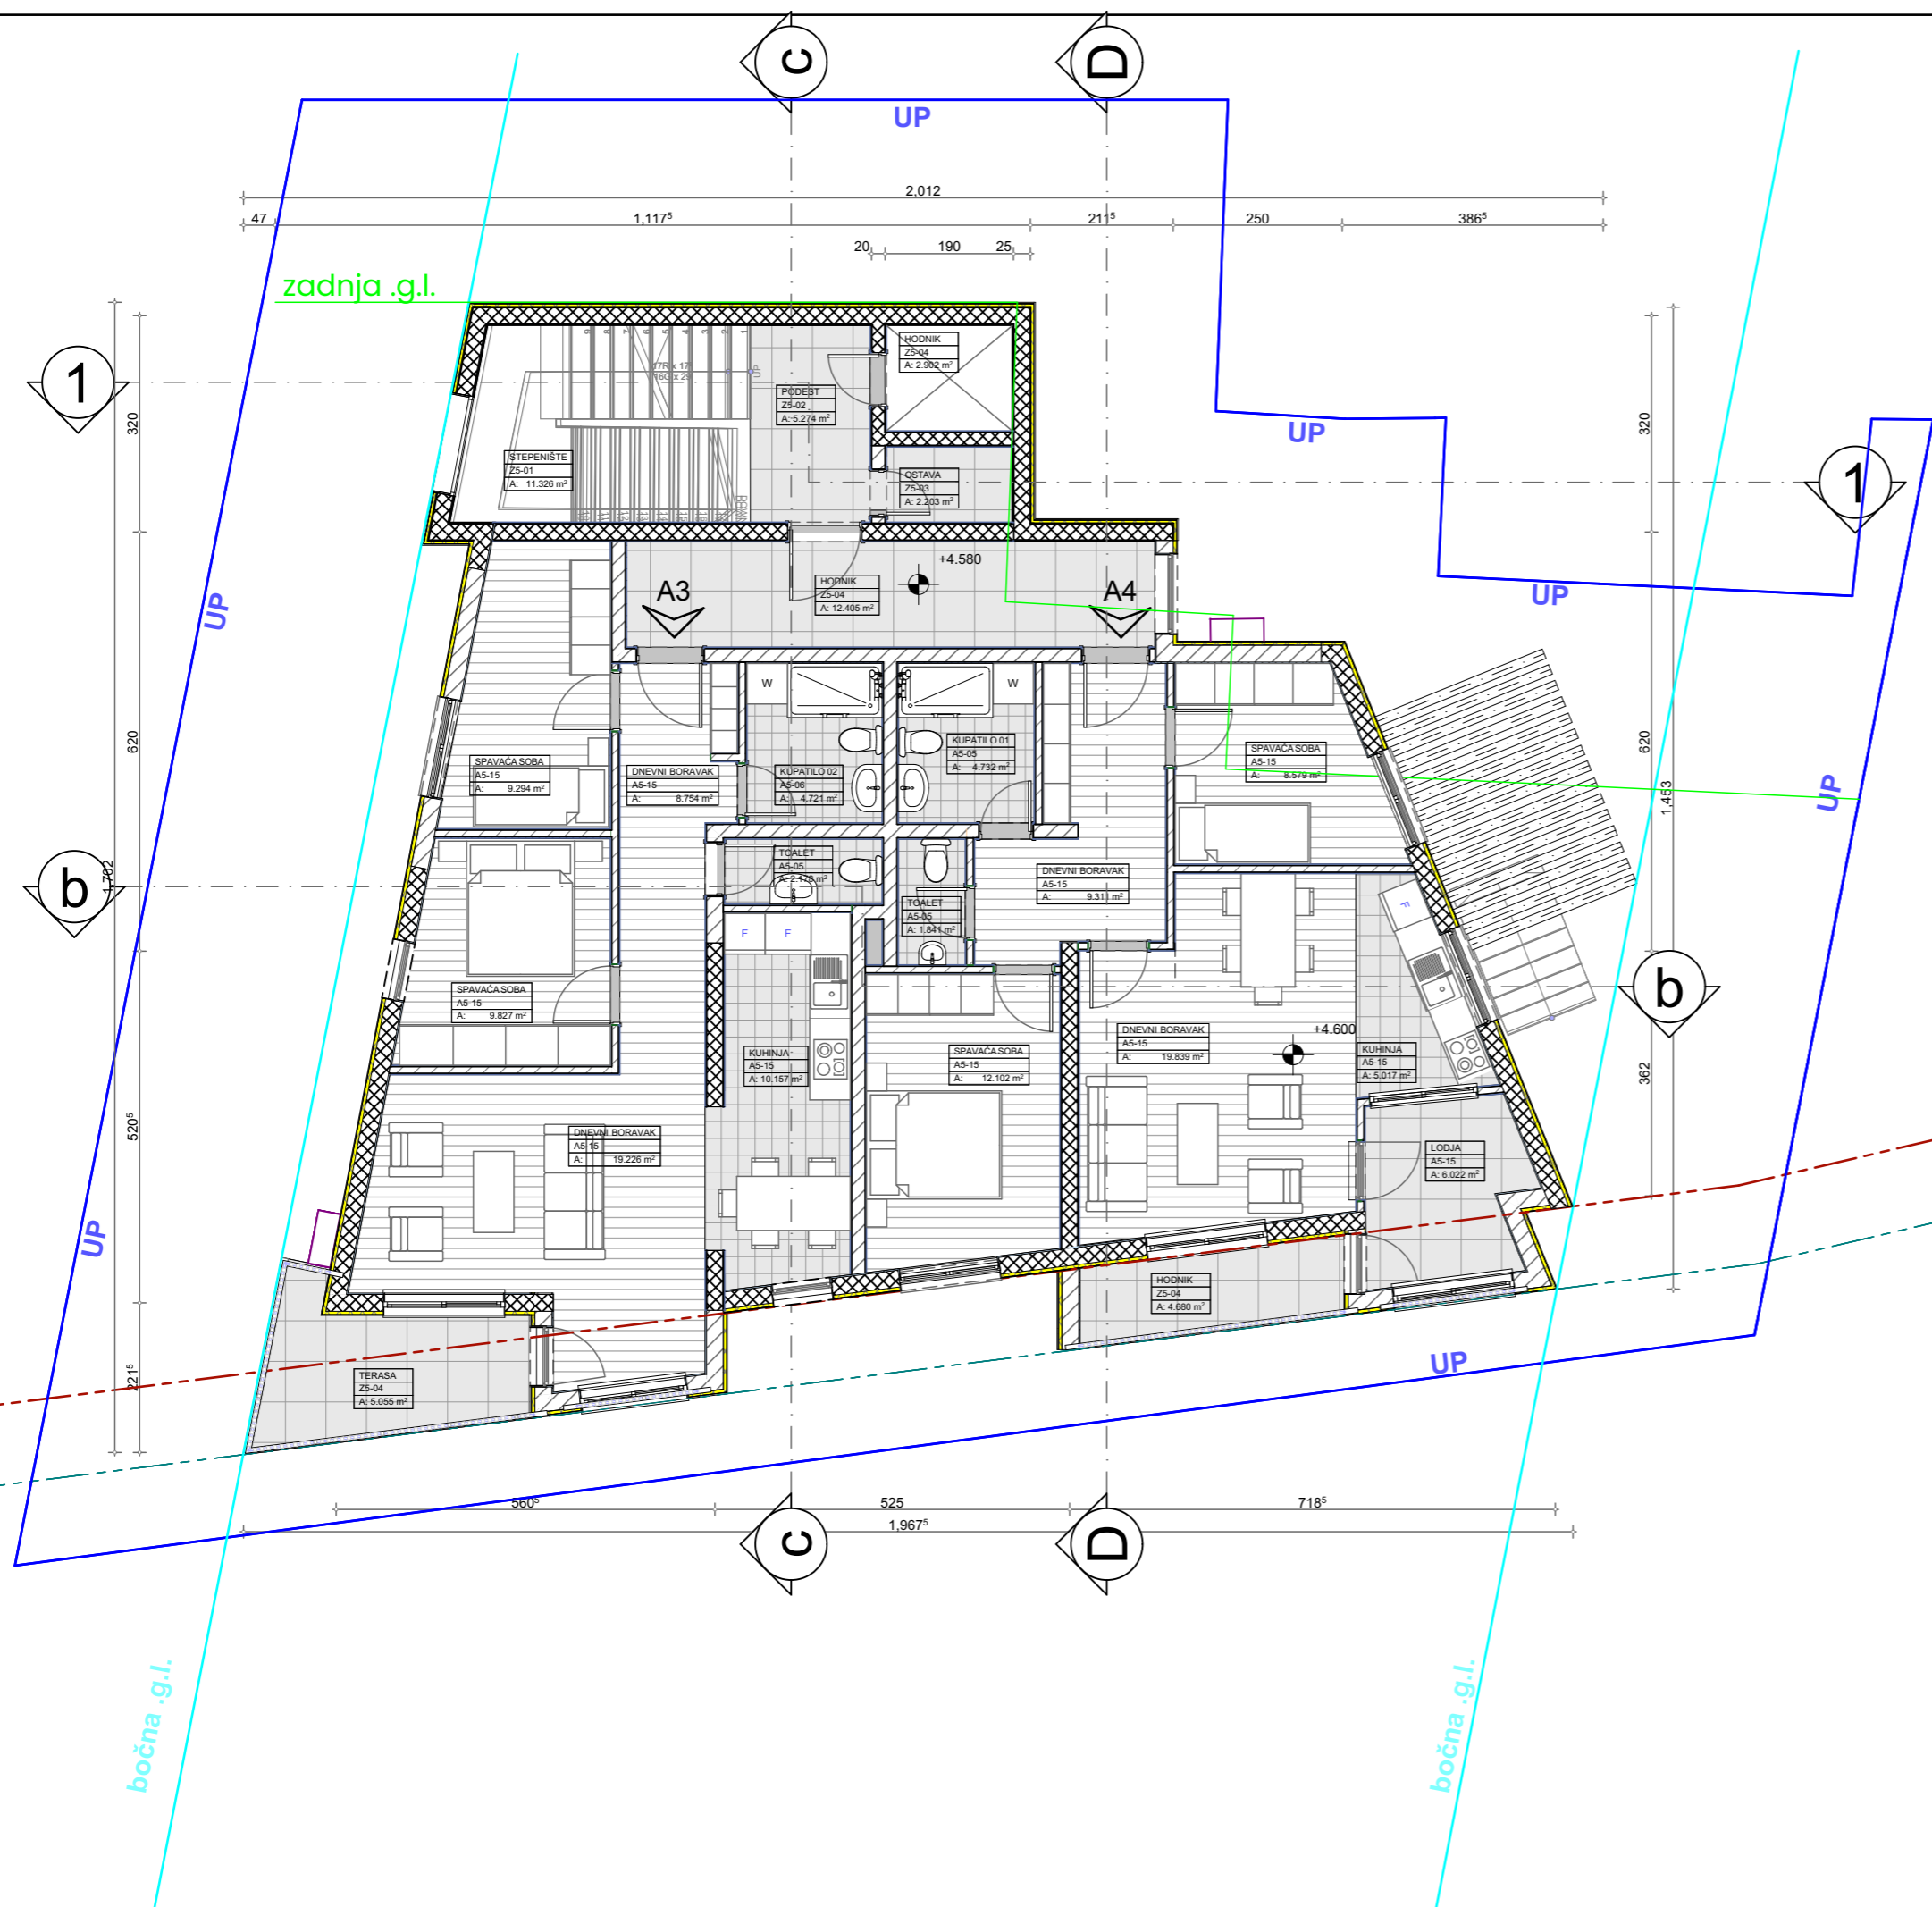 c
D
UP
2,012
47
1,117⁵
211⁵
250
386⁵
20
190
25
zadnja .g.l.
1
320
HODNIK
Z5-04
A: 2.902 m²
17R x 17
PODEST
Z5-02
A: 5.274 m²
UP
320
UP
STEPENIŠTE
Z5-01
A: 11.326 m²
OSTAVA
Z5-03
A: 2.203 m²
1
+4.580
HODNIK
Z5-04
A: 12.405 m²
A3
A4
UP
UP
W
W
620
620
SPAVAĆA SOBA
A5-15
A: 9.294 m²
DNEVNI BORAVAK
A5-15
A: 8.754 m²
KUPATILO 02
A5-06
A: 4.721 m²
KUPATILO 01
A5-05
A: 4.732 m²
SPAVAĆA SOBA
A5-15
A: 8.579 m²
1,453
UP
b
1,702
TOALET
A5-05
DNEVNI BORAVAK
A5-15
A: 9.311 m²
TOALET
A5-05
A: 1.841 m²
F
F
F
SPAVAĆA SOBA
A5-15
A: 9.827 m²
b
+4.600
DNEVNI BORAVAK
A5-15
A: 19.839 m²
KUHINJA
A5-15
A: 10.157 m²
SPAVAĆA SOBA
A5-15
A: 12.102 m²
KUHINJA
A5-15
A: 5.017 m²
362
520⁵
DNEVNI BORAVAK
A5-15
A: 19.226 m²
LODJA
A5-15
A: 6.022 m²
UP
HODNIK
Z5-04
A: 4.680 m²
UP
221⁵
TERASA
Z5-04
A: 5.055 m²
560⁵
525
718⁵
1,967⁵
c
D
bočna .g.l.
bočna .g.l.